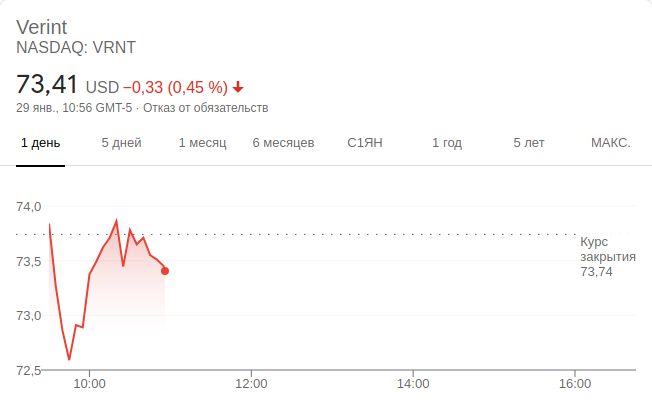 Verint
NASDAQ: VRNT
73,41 USD −0,33 (0,45 %)
29 янв., 10:56 GMT-5 · Отказ от обязательств
1 день 5 дней 1 месяц 6 месяцев С1ЯН 1 год 5 лет МАКС.
74,0
Курс
закрытия
73,74
73,5
73,0
72,5
10:00 12:00 14:00 16:00